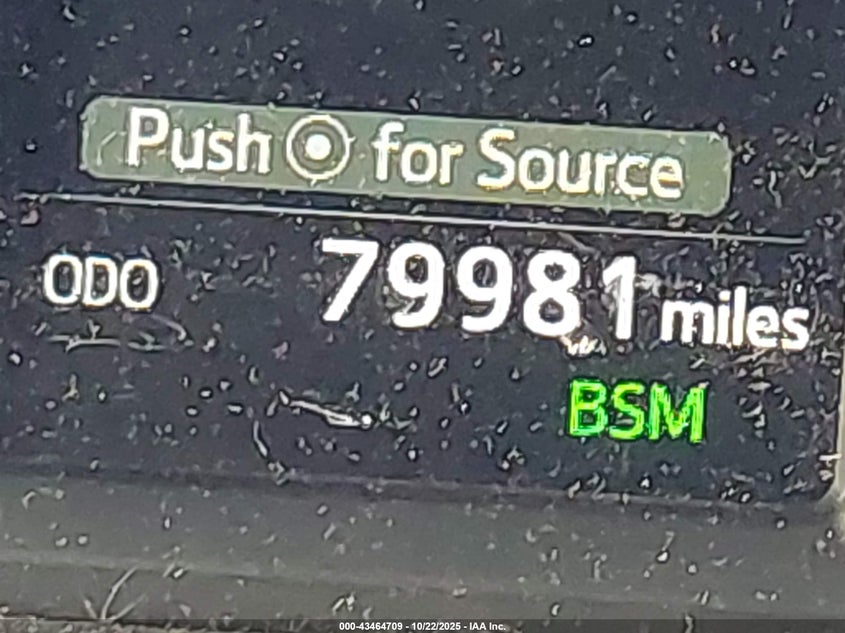 Push for Source
ODO 79981 miles
BSM
000-43464709 - 10/22/2025 - IAA Inc.